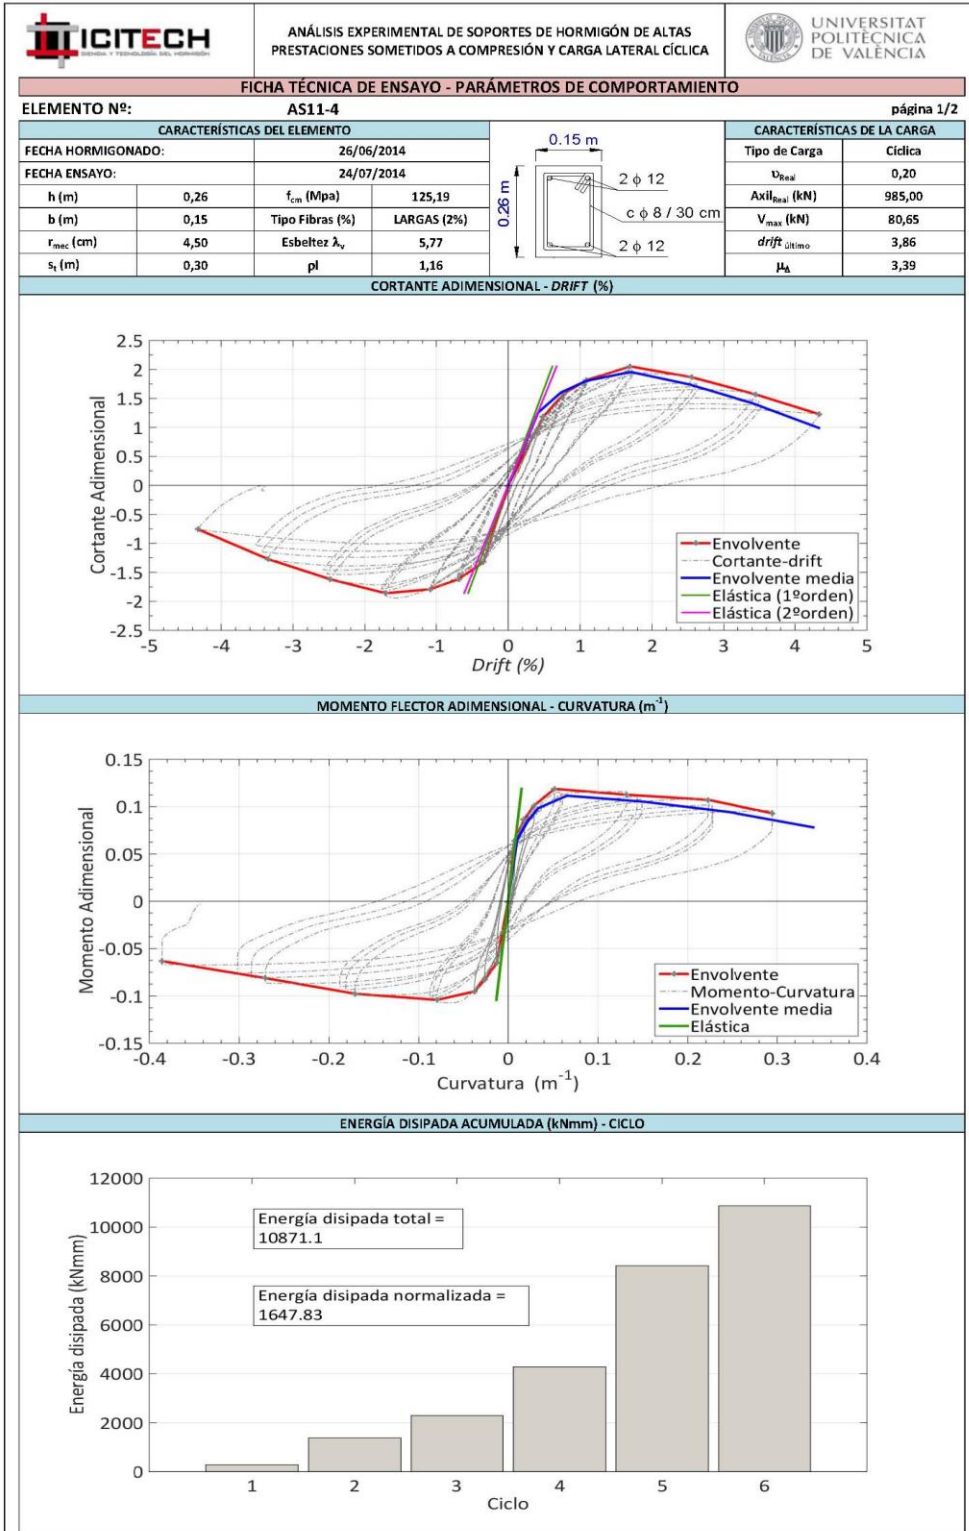 ICITECH
CIENCIA Y TECNOLOGÍA DEL HORMIGÓN
ANÁLISIS EXPERIMENTAL DE SOPORTES DE HORMIGÓN DE ALTAS
PRESTACIONES SOMETIDOS A COMPRESIÓN Y CARGA LATERAL CÍCLICA
UNIVERSITAT
POLITÈCNICA
DE VALÈNCIA
FICHA TÉCNICA DE ENSAYO - PARÁMETROS DE COMPORTAMIENTO
ELEMENTO Nº: AS11-4 página 1/2
CARACTERÍSTICAS DEL ELEMENTO
FECHA HORMIGONADO: 26/06/2014
FECHA ENSAYO: 24/07/2014
h (m) 0,26 fcm (Mpa) 125,19
b (m) 0,15 Tipo Fibras (%) LARGAS (2%)
rmec (cm) 4,50 Esbeltez λv 5,77
st (m) 0,30 ρl 1,16
0.15 m
0.26 m
2 ϕ 12
c ϕ 8 / 30 cm
2 ϕ 12
CARACTERÍSTICAS DE LA CARGA
Tipo de Carga Cíclica
υReal 0,20
AxilReal (kN) 985,00
Vmax (kN) 80,65
drift último 3,86
μΔ 3,39
CORTANTE ADIMENSIONAL - DRIFT (%)
2.5
2
1.5
1
0.5
0
-0.5
-1
-1.5
-2
-2.5
Cortante Adimensional
Envolvente
Cortante-drift
Envolvente media
Elástica (1ºorden)
Elástica (2ºorden)
-5 -4 -3 -2 -1 0 1 2 3 4 5
Drift (%)
MOMENTO FLECTOR ADIMENSIONAL - CURVATURA (m-1)
0.15
0.1
0.05
0
-0.05
-0.1
-0.15
Momento Adimensional
Envolvente
Momento-Curvatura
Envolvente media
Elástica
-0.4 -0.3 -0.2 -0.1 0 0.1 0.2 0.3 0.4
Curvatura (m-1)
ENERGÍA DISIPADA ACUMULADA (kNmm) - CICLO
12000
10000
8000
6000
4000
2000
0
Energía disipada (kNmm)
Energía disipada total =
10871.1
Energía disipada normalizada =
1647.83
1 2 3 4 5 6
Ciclo